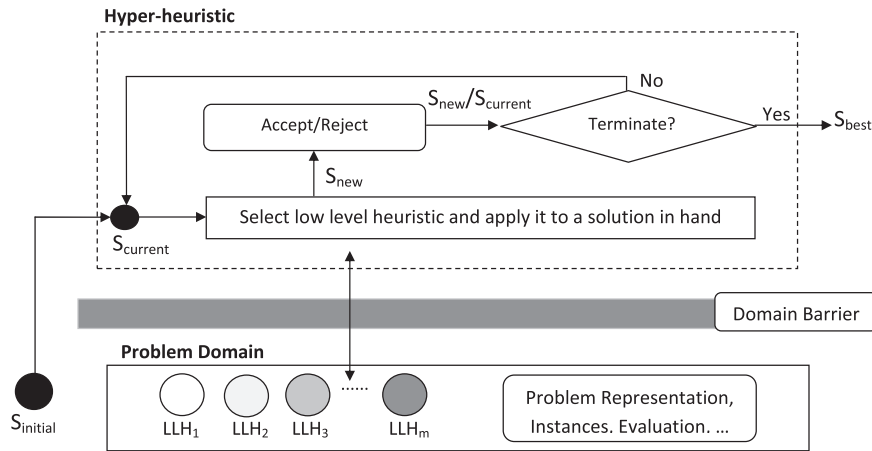 Hyper-heuristic
No
S_new/S_current
Accept/Reject
Terminate?
Yes
S_best
S_new
Select low level heuristic and apply it to a solution in hand
S_current
Domain Barrier
Problem Domain
......
Problem Representation,
Instances. Evaluation. ...
LLH_1 LLH_2 LLH_3 LLH_m
S_initial